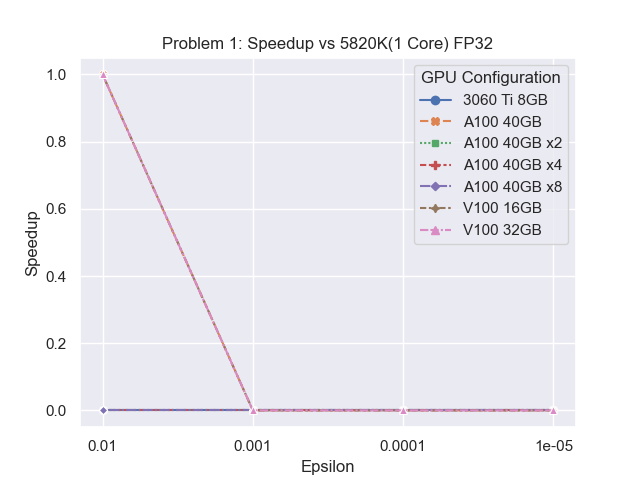 Problem 1: Speedup vs 5820K(1 Core) FP32
GPU Configuration
3060 Ti 8GB
A100 40GB
A100 40GB x2
A100 40GB x4
A100 40GB x8
V100 16GB
V100 32GB
Speedup
1.0
0.8
0.6
0.4
0.2
0.0
0.01
0.001
0.0001
1e-05
Epsilon